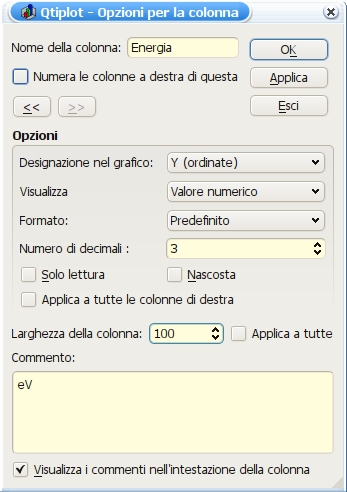 Qtiplot - Opzioni per la colonna
Nome della colonna: Energia OK
Numera le colonne a destra di questa Applica
<< >> Esci
Opzioni
Designazione nel grafico: Y (ordinate)
Visualizza Valore numerico
Formato: Predefinito
Numero di decimali : 3
Solo lettura Nascosta
Applica a tutte le colonne di destra
Larghezza della colonna: 100 Applica a tutte
Commento:
eV
Visualizza i commenti nell'intestazione della colonna